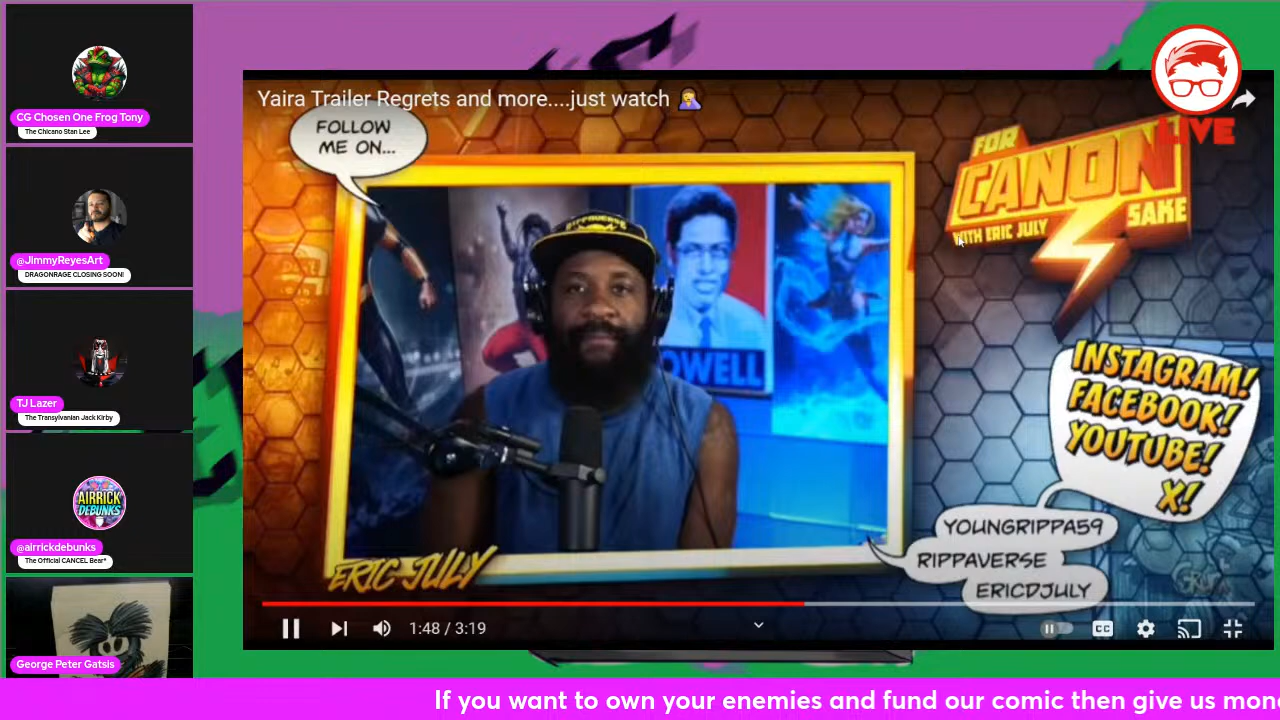 CG Chosen One Frog Tony
The Chicano Stan Lee
@JimmyReyesArt
DRAGONRAGE CLOSING SOON!
TJ Lazer
The Transylvanian Jack Kirby
AIRRICK
DEBUNKS
@airrickdebunks
The Official CANCEL Bear"
George Peter Gatsis
Yaira Trailer Regrets and more....just watch
FOLLOW
ME ON...
RIPPAVERSE
OWELL
ERIC JULY
1:48 / 3:19
LIVE
FOR
CANON
SAKE
WITH ERIC JULY
INSTAGRAM!
FACEBOOK!
YOUTUBE!
X!
YOUNGRIPPA59
RIPPAVERSE
ERICDJULY
CC
If you want to own your enemies and fund our comic then give us mon